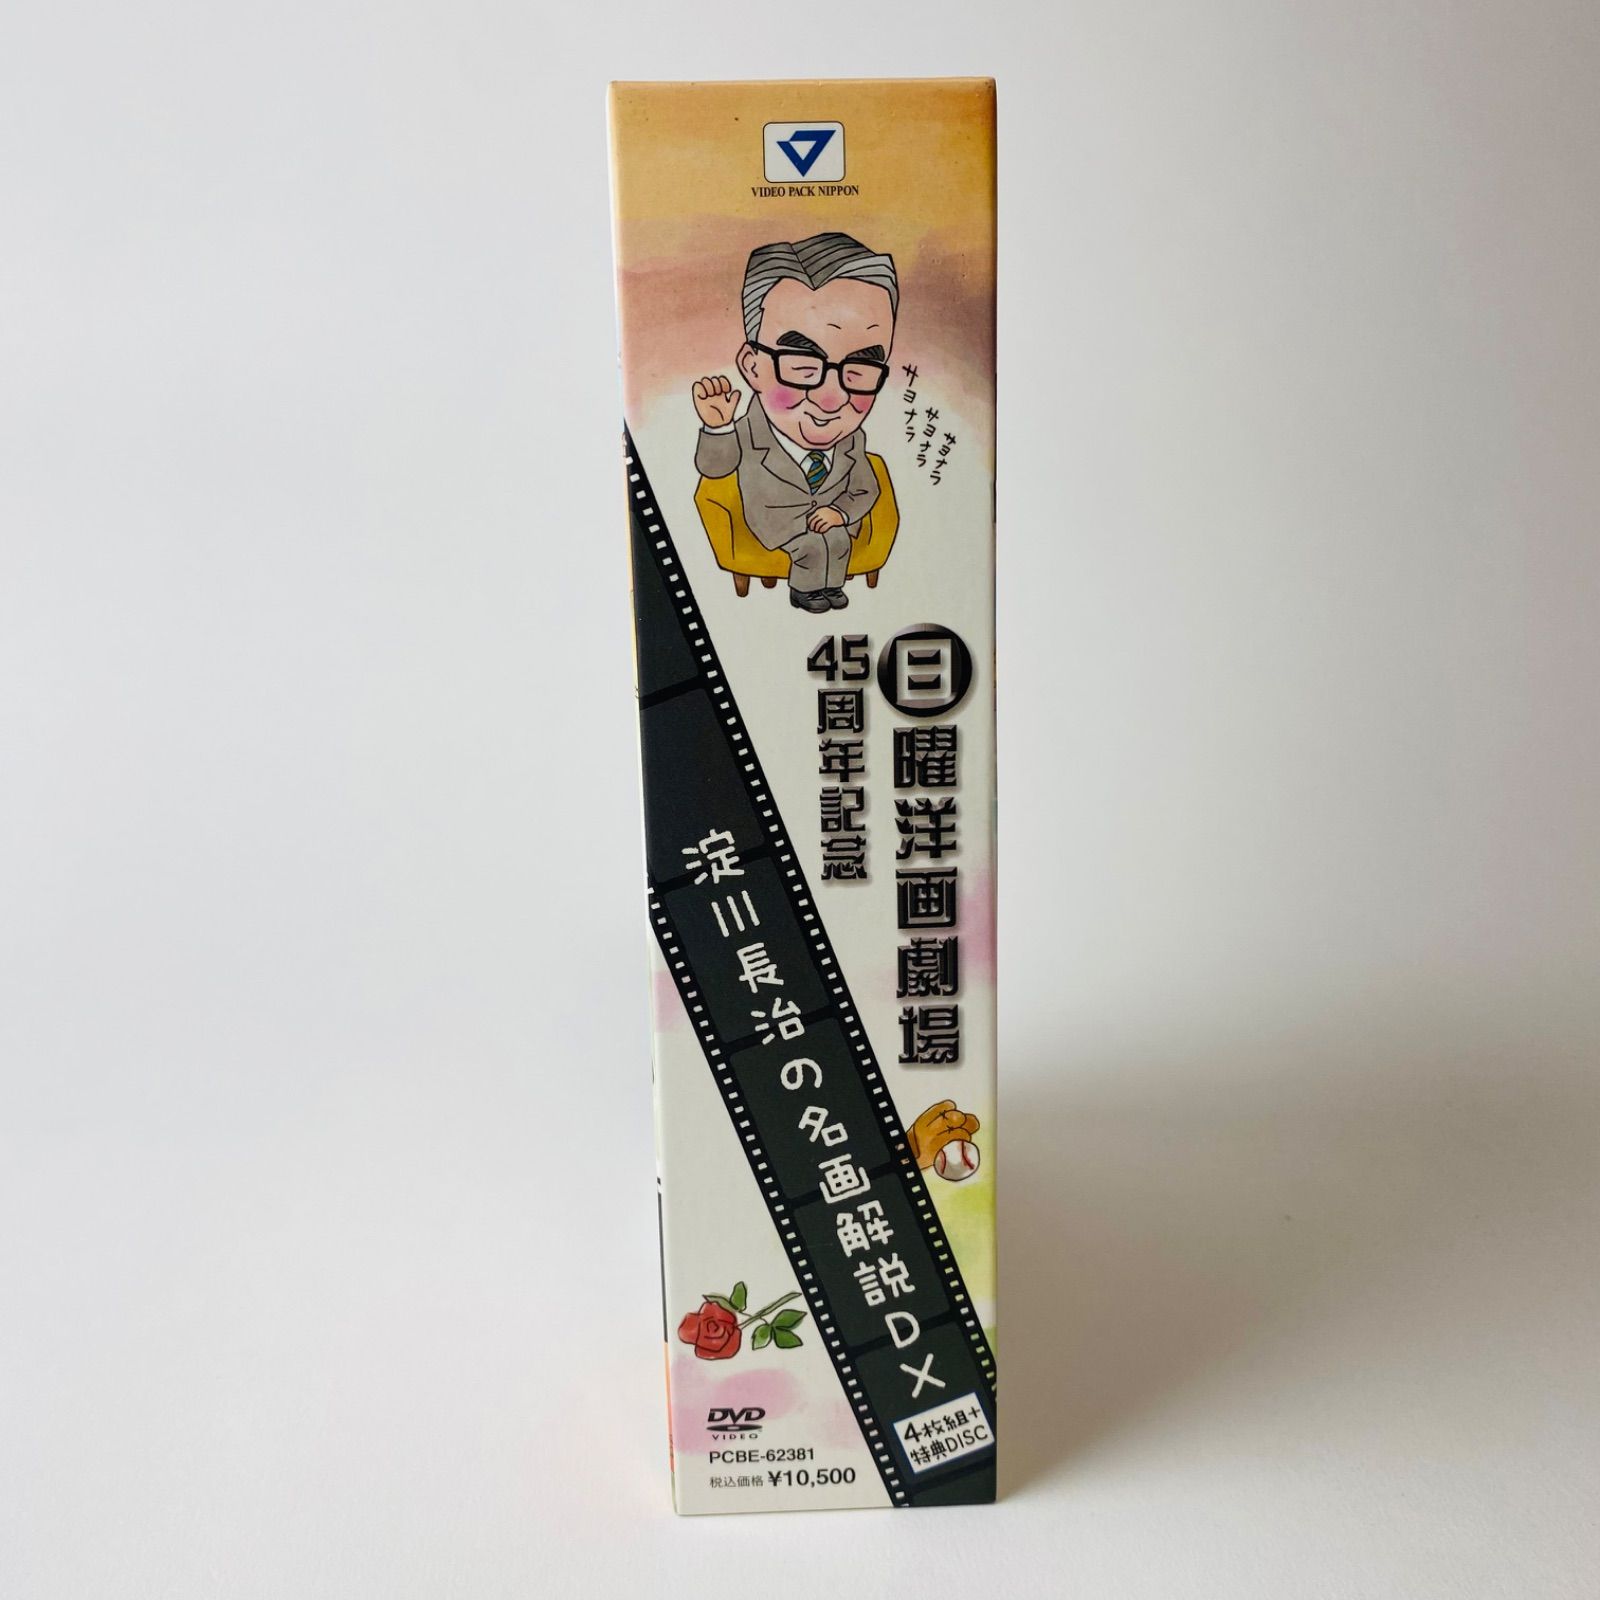 VIDEO PACK NIPPON
サヨナラ
サヨナラ
サヨナラ
日曜洋画劇場
45周年記念
淀川長治の名画解説DX
4枚組+
特典DISC
DVD
VIDEO
PCBE-62381
税込価格 ¥10,500